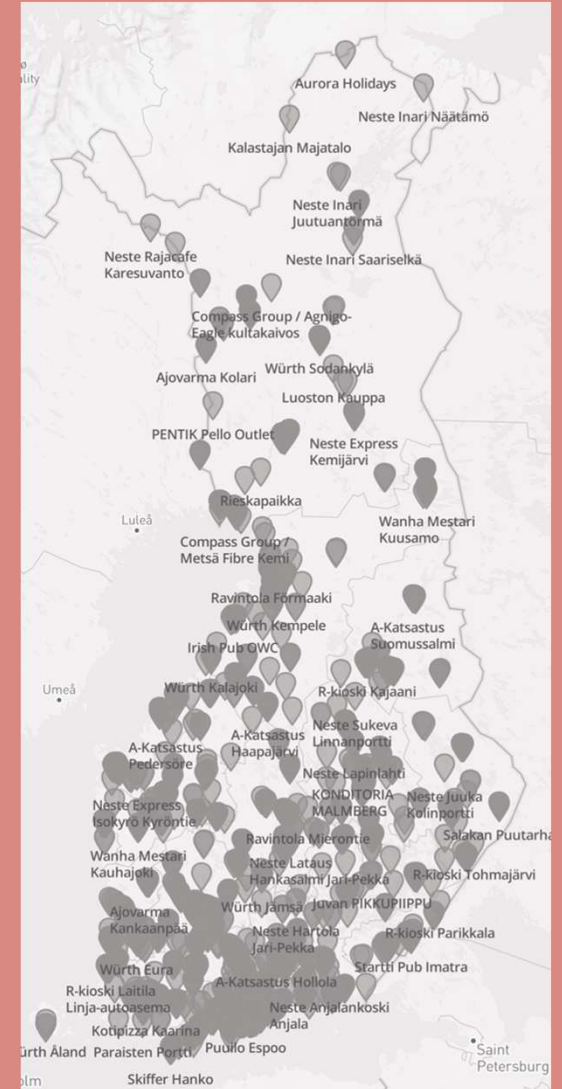 ality
Aurora Holidays
Neste Inari Näätämö
Kalastajan Majatalo
Neste Inari
Juutuantörmä
Neste Rajacafe
Karesuvanto
Neste Inari Saariselkä
Compass Group / Agnigo-
Eagle kultakaivos
Ajovarma Kolari
Würth Sodankylä
Luoston Kauppa
PENTIK Pello Outlet
Neste Express
Kemijärvi
Rieskapaikka
Luleå
Wanha Mestari
Kuusamo
Compass Group /
Metsä Fibre Kemi
Ravintola Förmaaki
Würth Kempele
A-Katsastus
Suomussalmi
Irish Pub OWC
Umeå
Würth Kalajoki
R-kioski Kajaani
A-Katsastus
Pedersöre
A-Katsastus
Haapajärvi
Neste Sukeva
Linnanportti
Neste Lapinlahti
Neste Express
Isokyrö Kyröntie
KONDITORIA
MALMBERG
Neste Juuka
Kolinportti
Ravintola Mierontie
Salakan Puutarha
Wanha Mestari
Kauhajoki
Neste Lataus
Hankasalmi Jari-Pekka
R-kioski Tohmajärvi
Ajovarma
Kankaanpää
Würth Jämsä
Juvan PIKKUPIIPPU
Neste Hartola
Jari-Pekka
R-kioski Parikkala
Würth Eura
Startti Pub Imatra
A-Katsastus Hollola
R-kioski Laitila
Linja-autoasema
Neste Anjalankoski
Anjala
Kotipizza Kaarina
ürth Åland
Paraisten Portti
Puuilo Espoo
Saint
Petersburg
Skiffer Hanko
olm